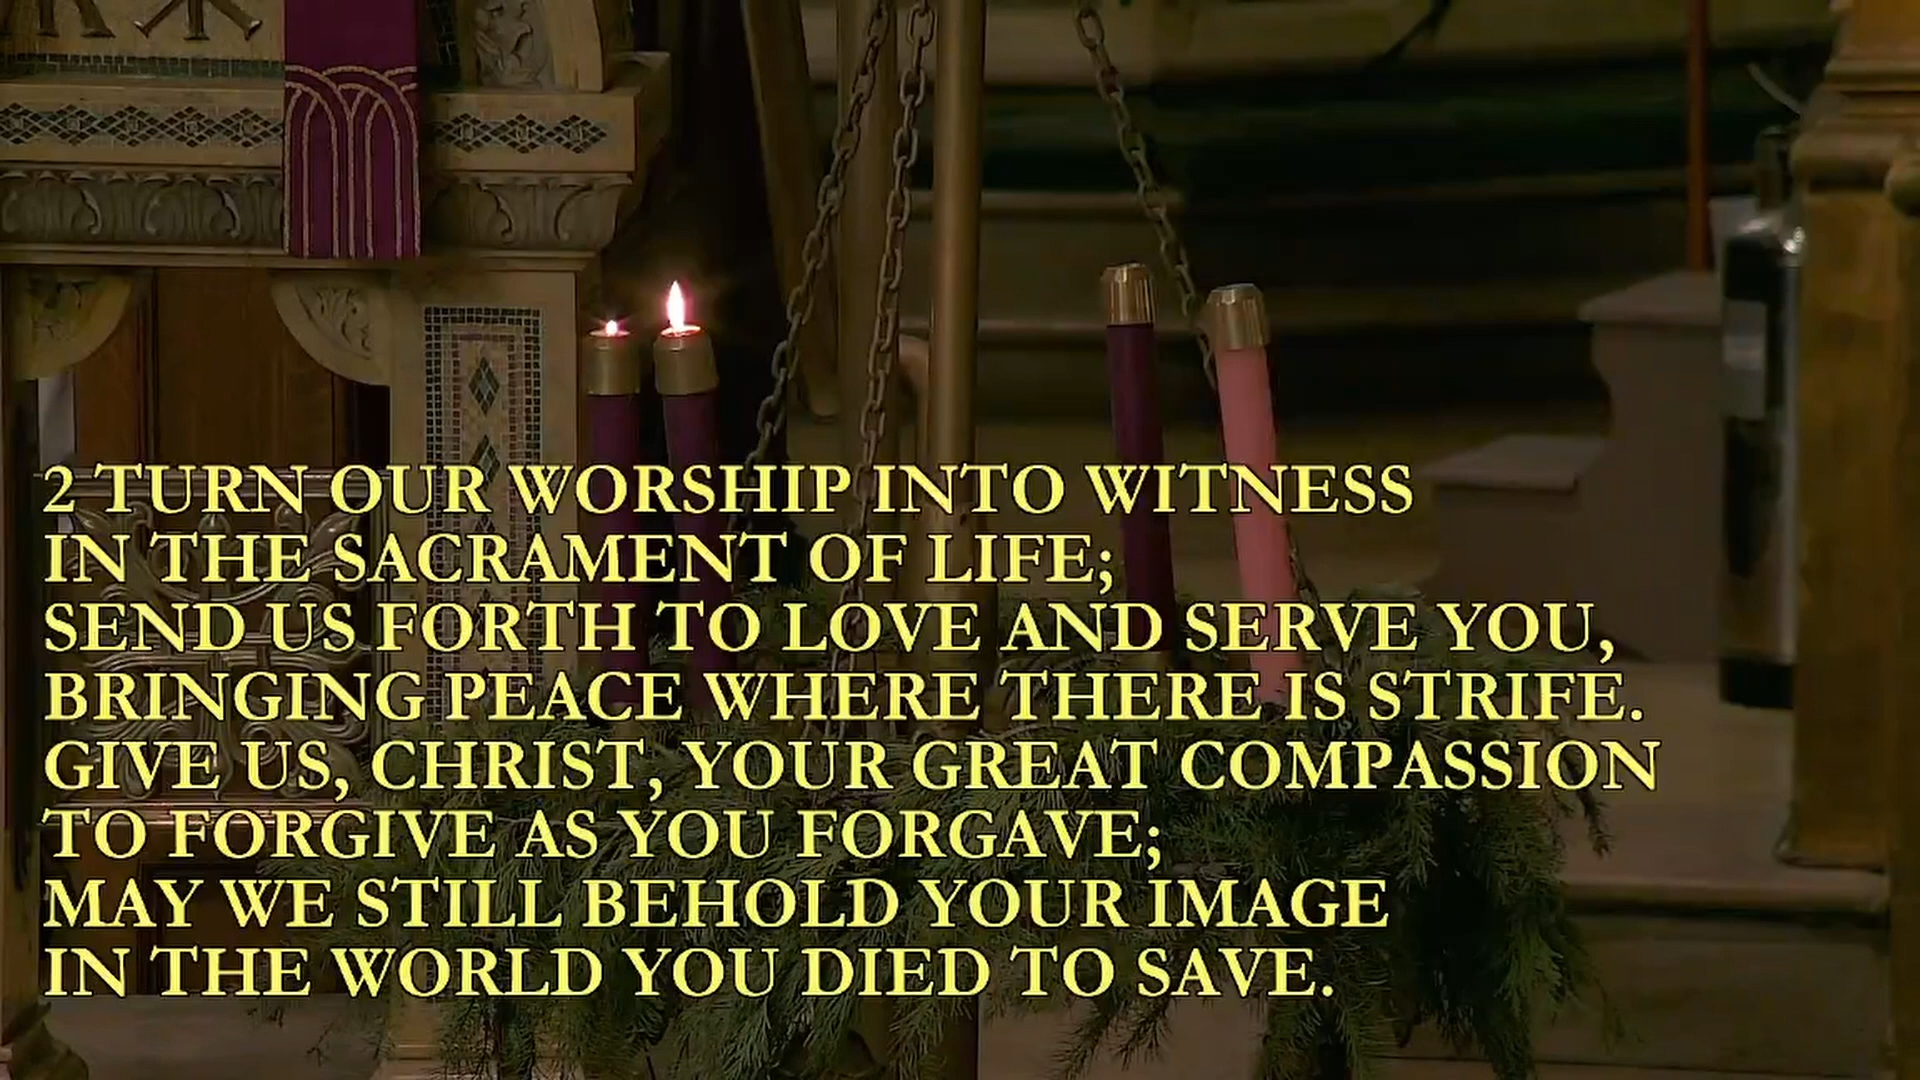 2 TURN OUR WORSHIP INTO WITNESS
IN THE SACRAMENT OF LIFE;
SEND US FORTH TO LOVE AND SERVE YOU,
BRINGING PEACE WHERE THERE IS STRIFE.
GIVE US, CHRIST, YOUR GREAT COMPASSION
TO FORGIVE AS YOU FORGAVE;
MAY WE STILL BEHOLD YOUR IMAGE
IN THE WORLD YOU DIED TO SAVE.